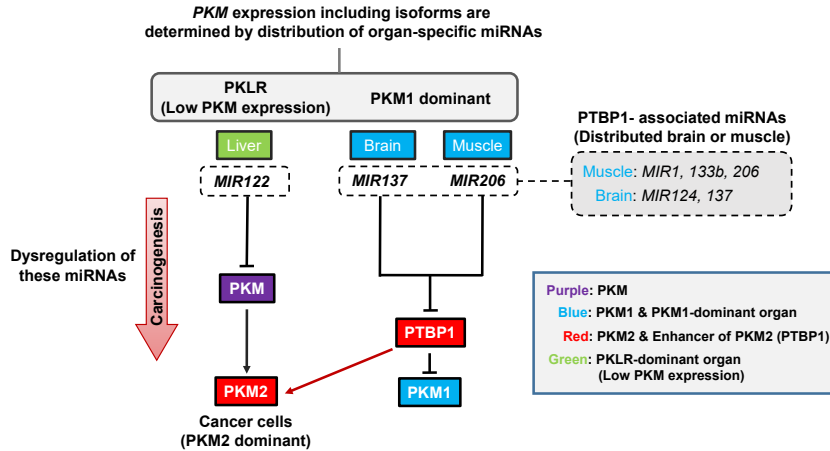 PKM expression including isoforms are
determined by distribution of organ-specific miRNAs
PKLR
(Low PKM expression)
PKM1 dominant
Liver
Brain
Muscle
MIR122
MIR137
MIR206
PTBP1- associated miRNAs
(Distributed brain or muscle)
Muscle: MIR1, 133b, 206
Brain: MIR124, 137
Dysregulation of
these miRNAs
Carcinogenesis
PKM
PTBP1
PKM2
PKM1
Cancer cells
(PKM2 dominant)
Purple: PKM
Blue: PKM1 & PKM1-dominant organ
Red: PKM2 & Enhancer of PKM2 (PTBP1)
Green: PKLR-dominant organ
(Low PKM expression)